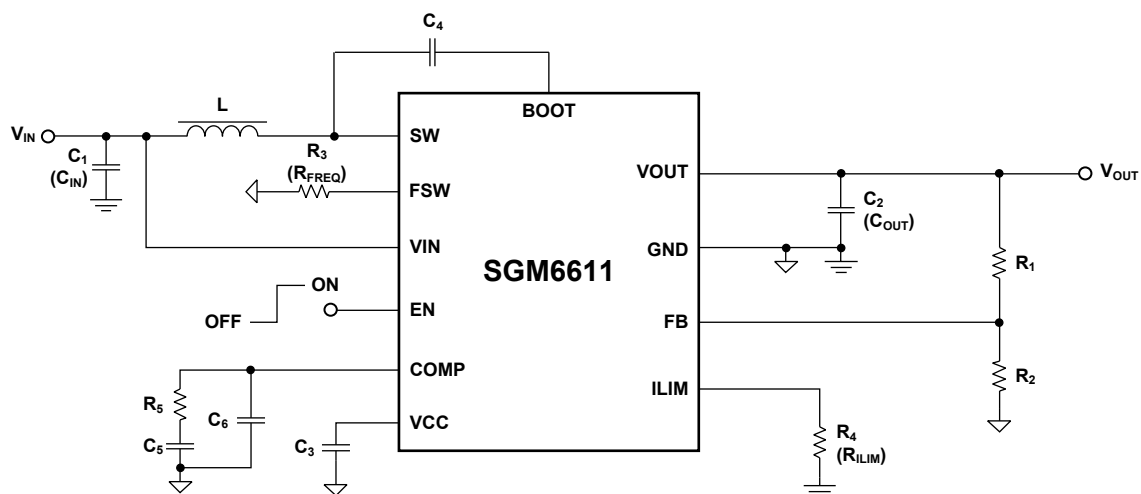 C4
L
BOOT
VIN
SW
C1
(CIN)
R3
(RFREQ)
FSW
VOUT
VOUT
C2
(COUT)
VIN
GND
SGM6611
R1
ON
OFF
EN
FB
COMP
R2
ILIM
R5
C6
VCC
C5
C3
R4
(RILIM)